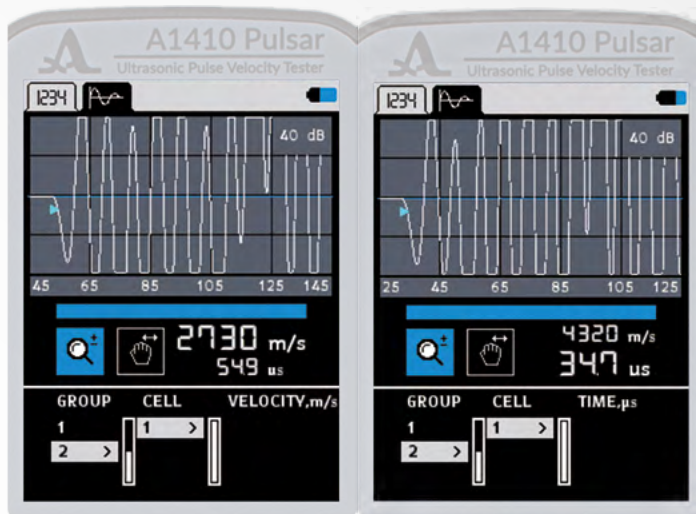 A1410 Pulsar
Ultrasonic Pulse Velocity Tester
1234
40 dB
45 65 85 105 125 145
2730 m/s
54.9 us
GROUP CELL VELOCITY,m/s
1 1 >
2 >
A1410 Pulsar
Ultrasonic Pulse Velocity Tester
1234
40 dB
25 45 65 85 105 125
4320 m/s
34.7 us
GROUP CELL TIME,µs
1 1 >
2 >